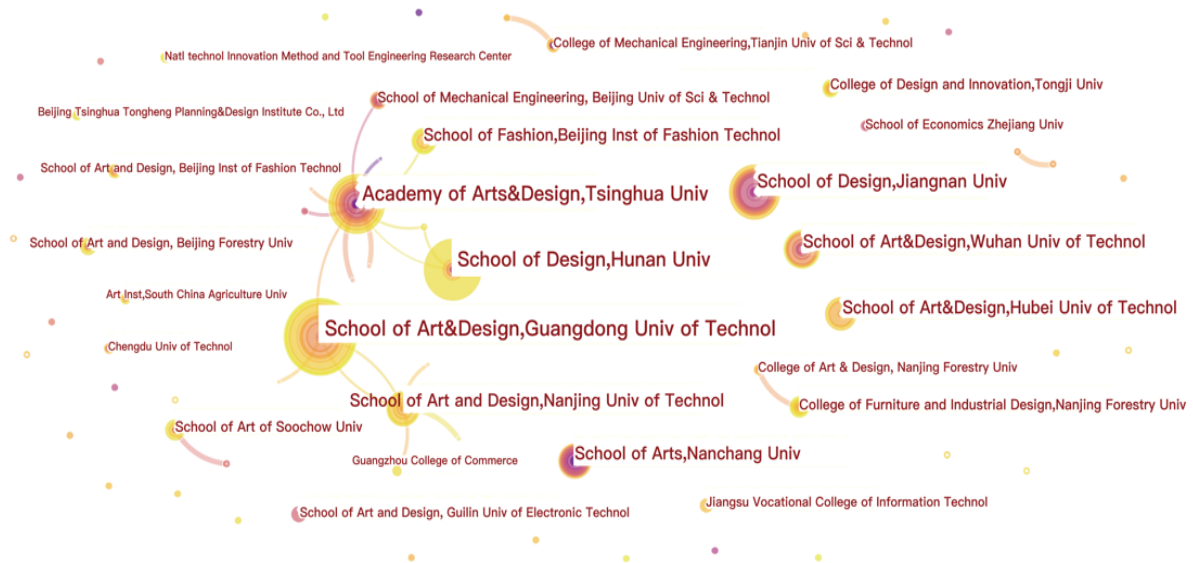 College of Mechanical Engineering,Tianjin Univ of Sci & Technol
Natl technol Innovation Method and Tool Engineering Research Center
College of Design and Innovation,Tongji Univ
School of Mechanical Engineering, Beijing Univ of Sci & Technol
Beijing Tsinghua Tongheng Planning&Design Institute Co., Ltd
School of Economics Zhejiang Univ
School of Fashion,Beijing Inst of Fashion Technol
School of Art and Design, Beijing Inst of Fashion Technol
School of Design,Jiangnan Univ
Academy of Arts&Design,Tsinghua Univ
School of Art and Design, Beijing Forestry Univ
School of Art&Design,Wuhan Univ of Technol
School of Design,Hunan Univ
Art Inst,South China Agriculture Univ
School of Art&Design,Hubei Univ of Technol
School of Art&Design,Guangdong Univ of Technol
Chengdu Univ of Technol
College of Art & Design, Nanjing Forestry Univ
School of Art and Design,Nanjing Univ of Technol
College of Furniture and Industrial Design,Nanjing Forestry Univ
School of Art of Soochow Univ
School of Arts,Nanchang Univ
Guangzhou College of Commerce
Jiangsu Vocational College of Information Technol
School of Art and Design, Guilin Univ of Electronic Technol